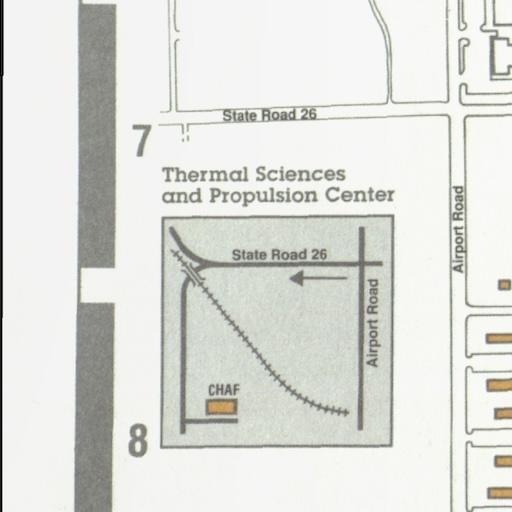 State Road 26
7
Thermal Sciences
and Propulsion Center
Airport Road
State Road 26
Airport Road
CHAF
8